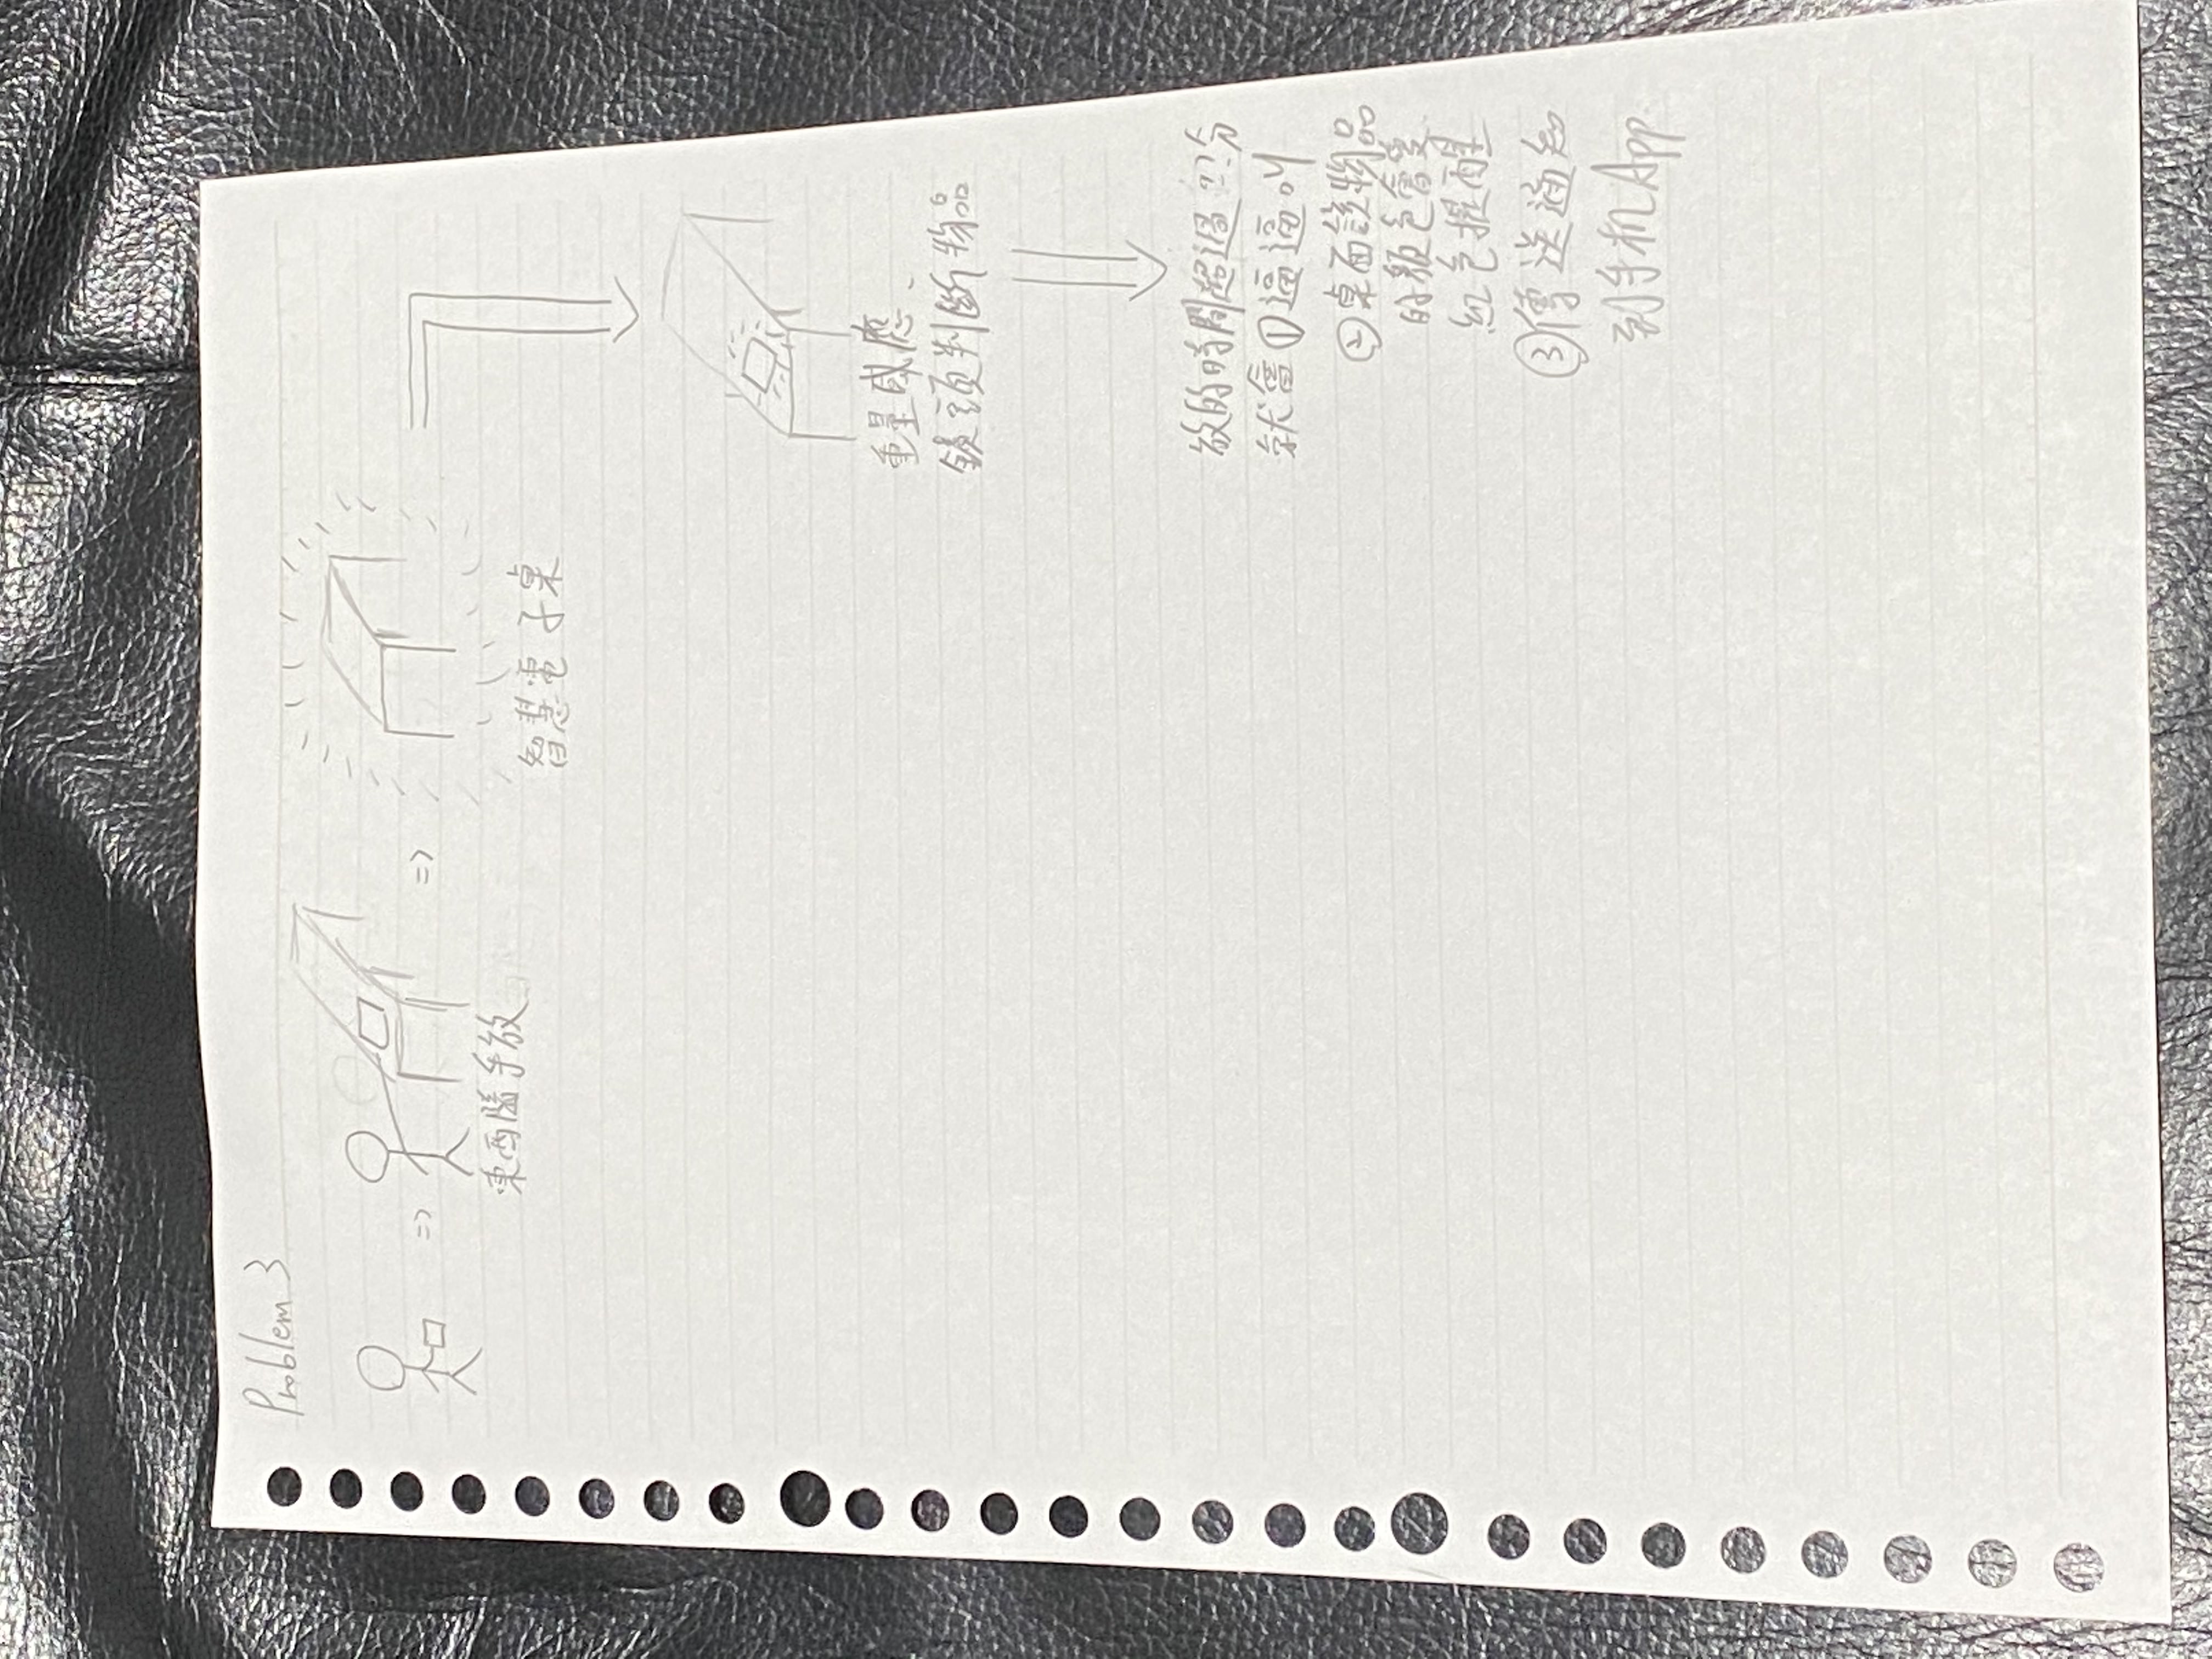 Problem 3
=> =>
東西隨手放
智慧電子桌
重量感應、
鏡頭判斷物品
放的時間超過??分
就會①逼逼叫
②桌面該物品
的顏色會變
紅色提醒
③傳送通知
到手机App